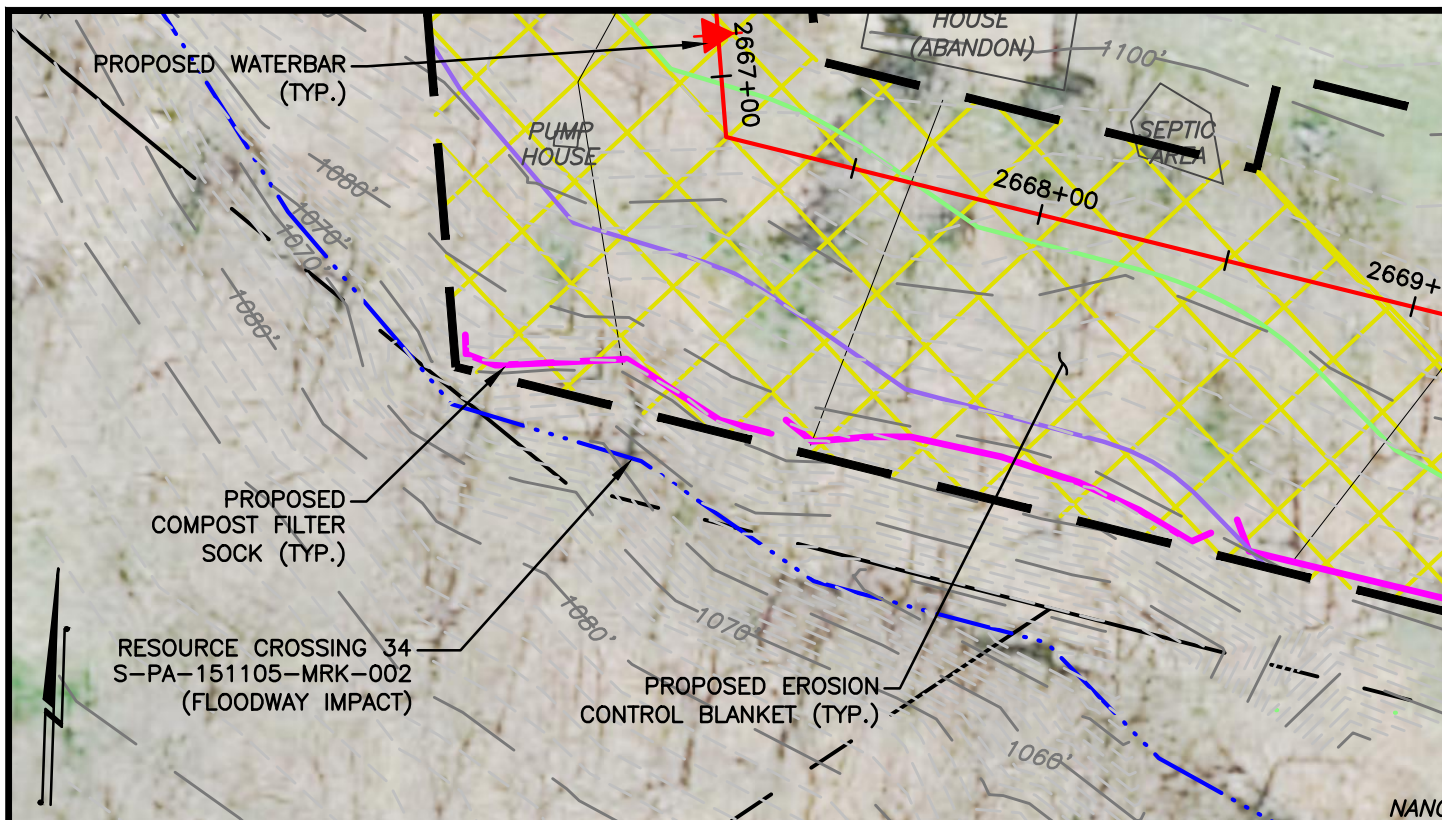 HOUSE
(ABANDON)
1100'
PROPOSED WATERBAR
(TYP.)
2667+00
PUMP
HOUSE
SEPTIC
AREA
1080'
2668+00
1070'
1070'
2669+
1080'
PROPOSED
COMPOST FILTER
SOCK (TYP.)
1080'
1070'
RESOURCE CROSSING 34
S-PA-151105-MRK-002
(FLOODWAY IMPACT)
PROPOSED EROSION
CONTROL BLANKET (TYP.)
1060'